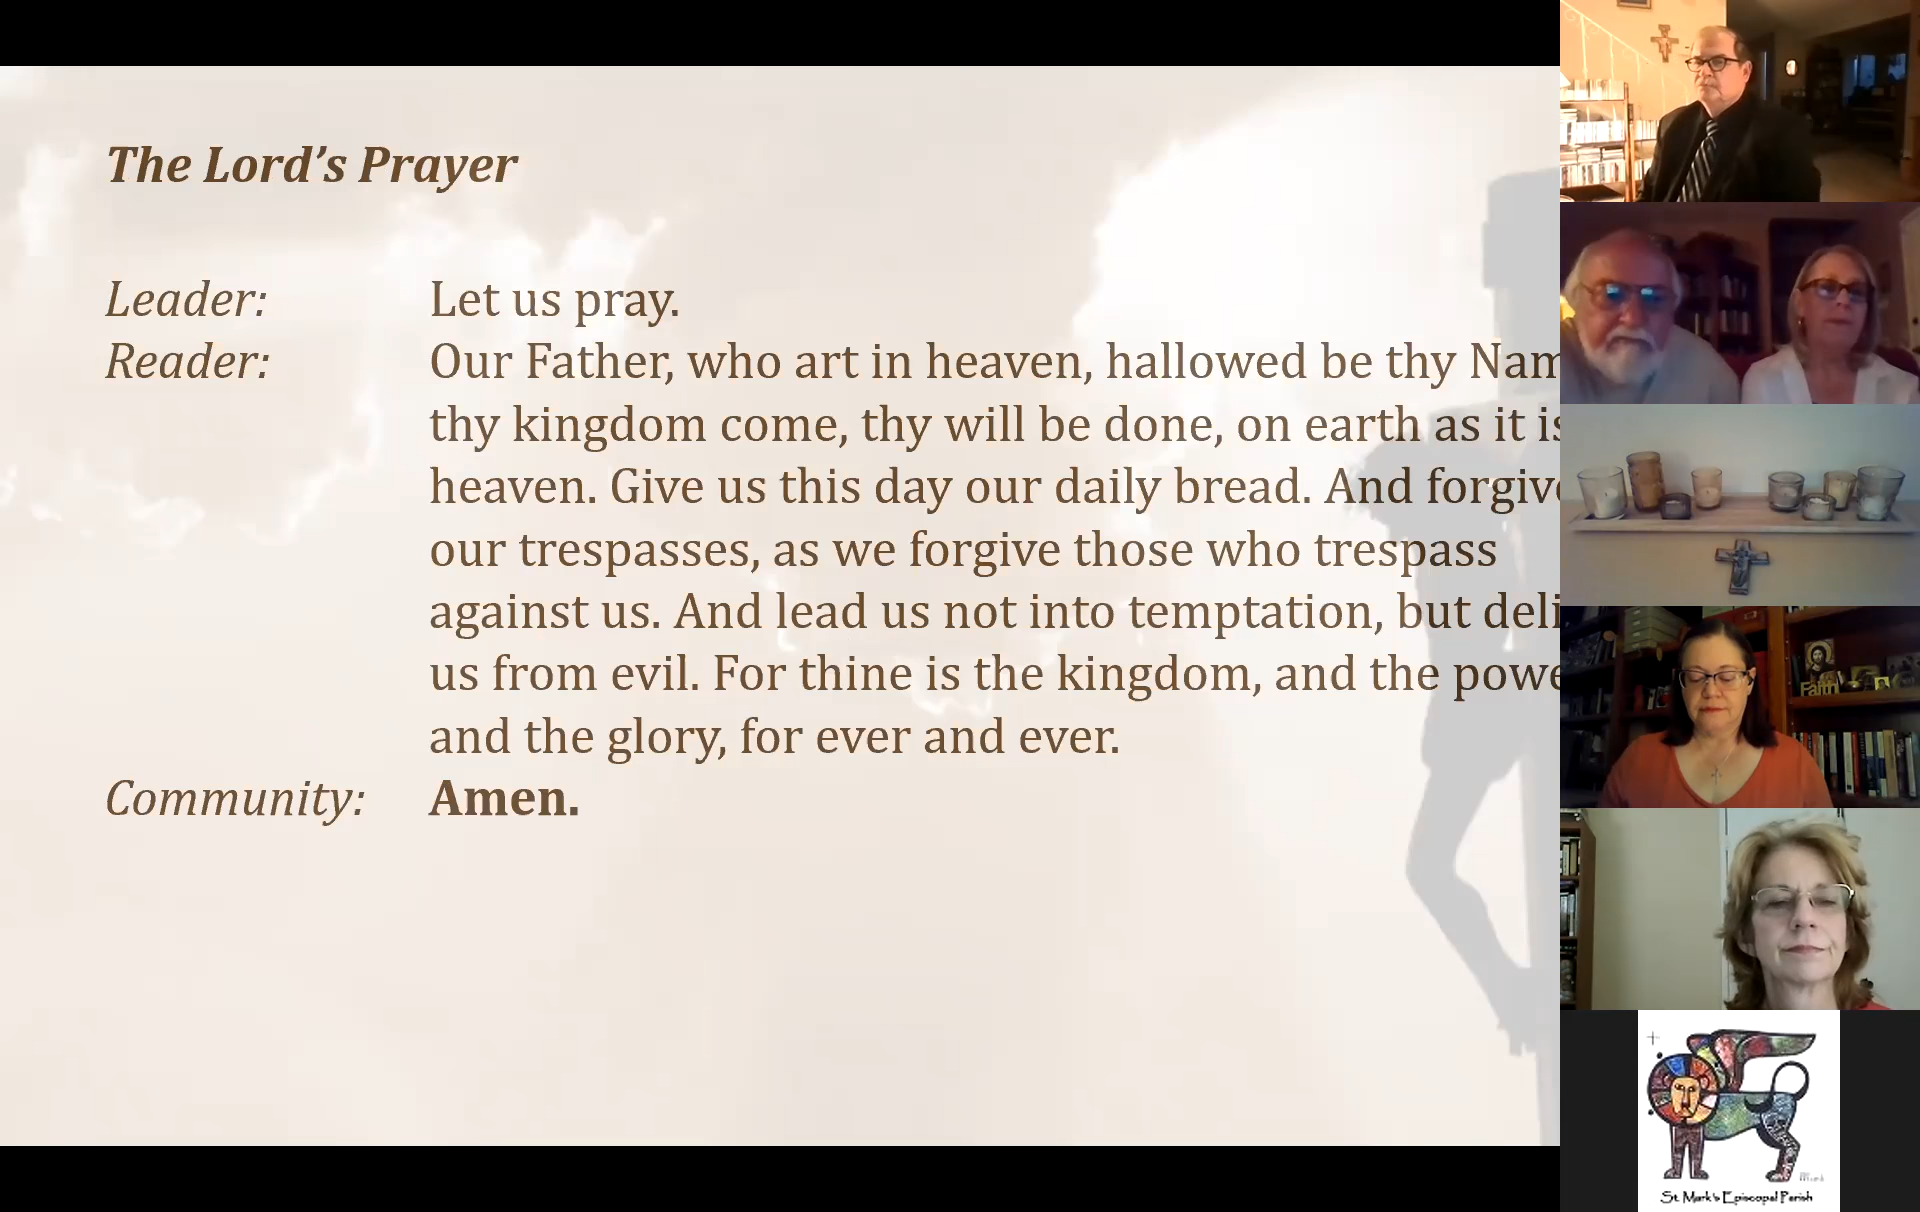 The Lord’s Prayer
Leader: Let us pray.
Reader: Our Father, who art in heaven, hallowed be thy Nam
thy kingdom come, thy will be done, on earth as it is
heaven. Give us this day our daily bread. And forgive
our trespasses, as we forgive those who trespass
against us. And lead us not into temptation, but deli
us from evil. For thine is the kingdom, and the powe
and the glory, for ever and ever.
Community: Amen.
Faith
St. Mark's Episcopal Parish